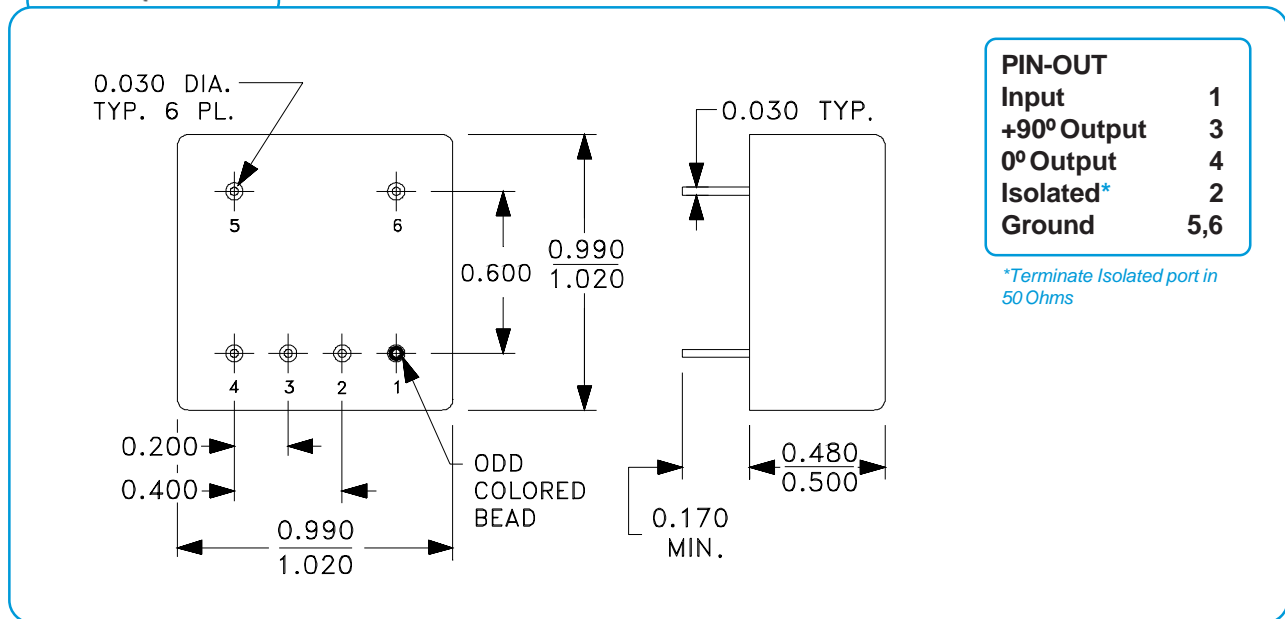 0.030 DIA.
TYP. 6 PL.
5
6
0.600
0.990
1.020
4
3
2
1
0.200
0.400
0.990
1.020
ODD
COLORED
BEAD
0.030 TYP.
0.480
0.500
0.170
MIN.
PIN-OUT
Input 1
+90º Output 3
0º Output 4
Isolated* 2
Ground 5,6
*Terminate Isolated port in
50 Ohms